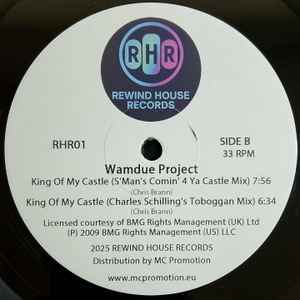 RHR
REWIND HOUSE
RECORDS
RHR01
SIDE B
33 RPM
Wamdue Project
King Of My Castle (S'Man's Comin' 4 Ya Castle Mix) 7:56
(Chris Brann)
King Of My Castle (Charles Schilling's Toboggan Mix) 6:34
(Chris Brann)
Licensed courtesy of BMG Rights Management (UK) Ltd
(P) 2009 BMG Rights Management (US) LLC
2025 REWIND HOUSE RECORDS
Distribution by MC Promotion
www.mcpromotion.eu